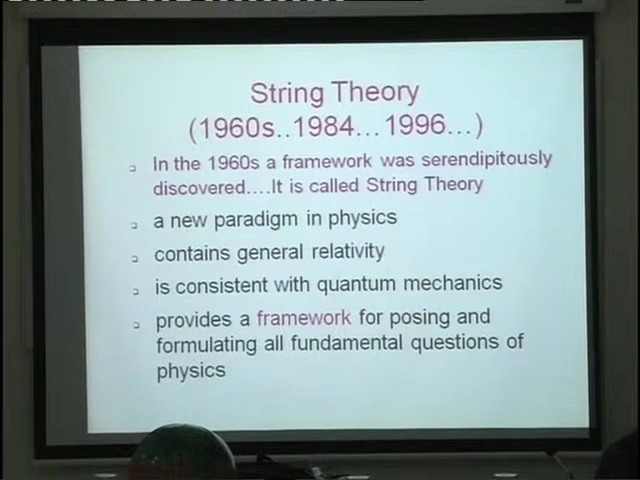 String Theory
(1960s..1984...1996...)
In the 1960s a framework was serendipitously
discovered....It is called String Theory
a new paradigm in physics
contains general relativity
is consistent with quantum mechanics
provides a framework for posing and
formulating all fundamental questions of
physics